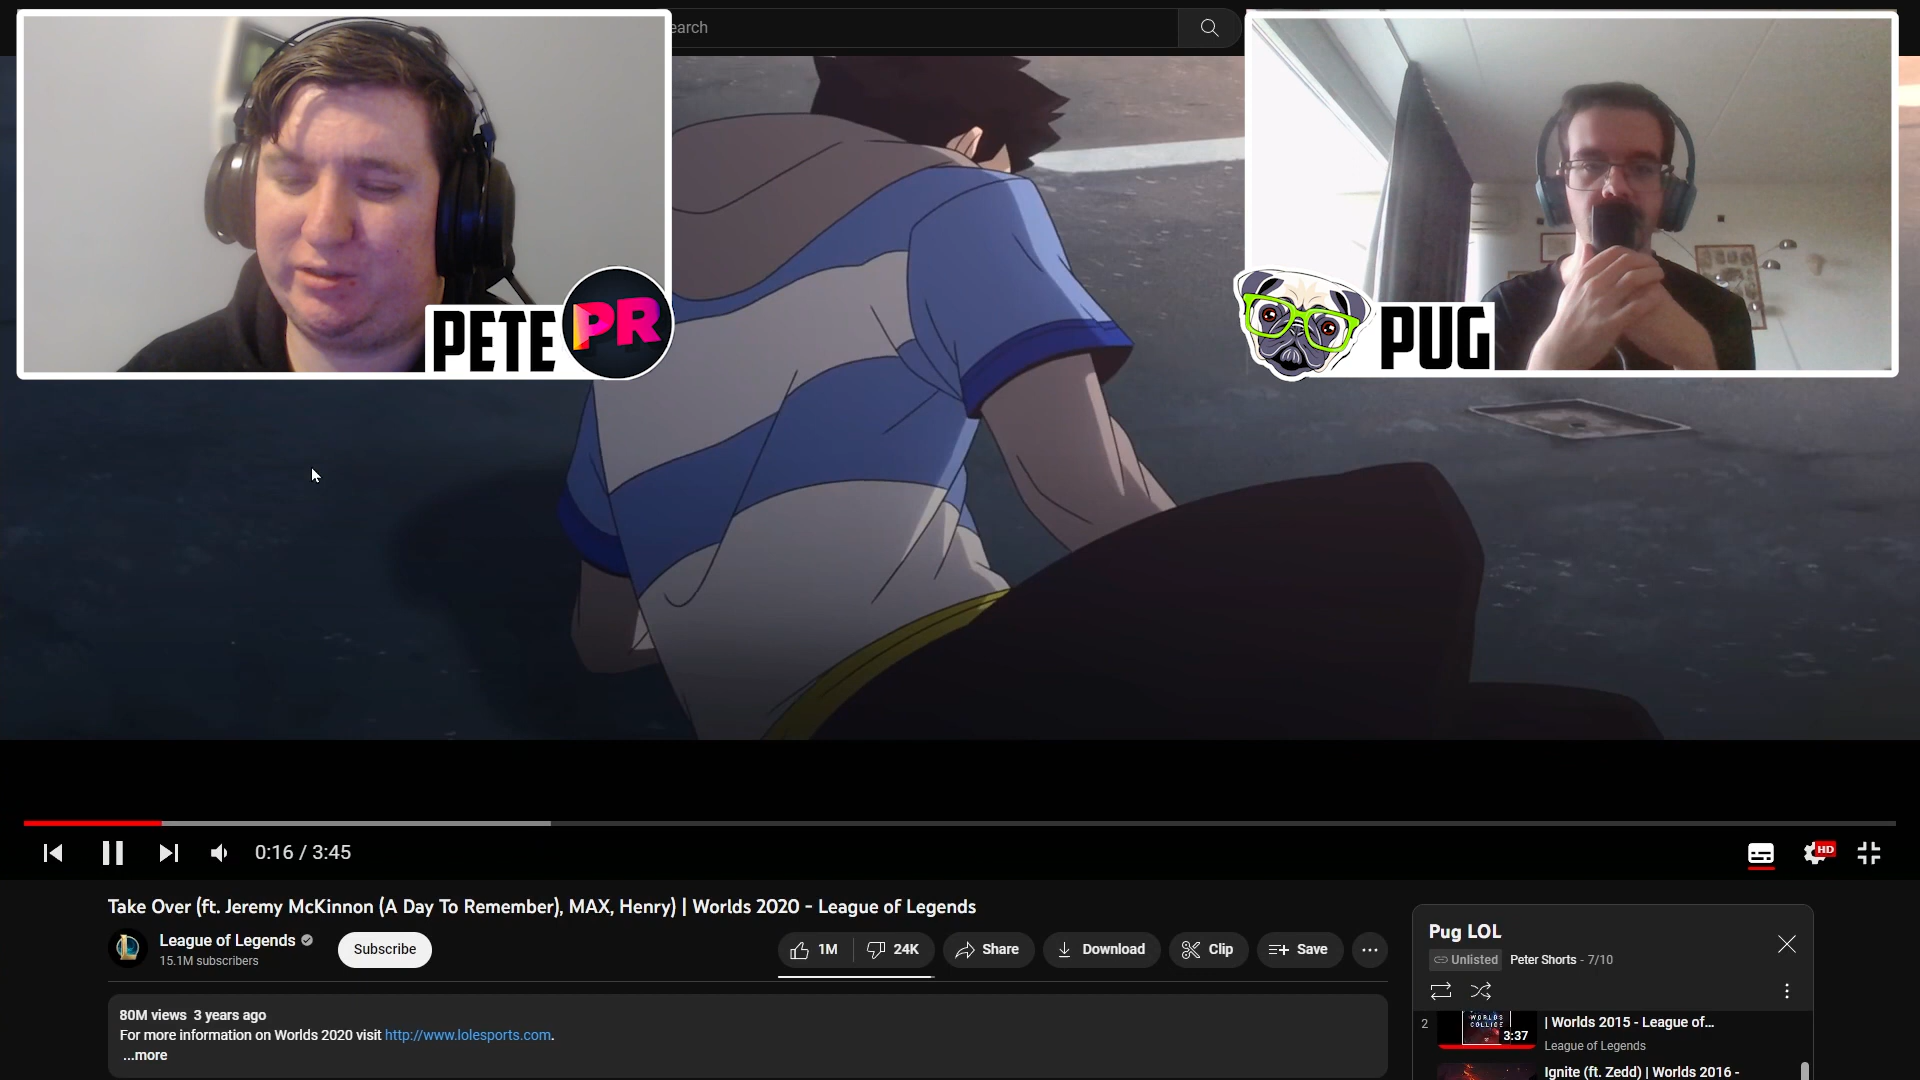 earch
PETE
PR
PUG
0:16 / 3:45
HD
Take Over (ft. Jeremy McKinnon (A Day To Remember), MAX, Henry) | Worlds 2020 - League of Legends
League of Legends
15.1M subscribers
Subscribe
1M
24K
Share
Download
Clip
Save
80M views 3 years ago
For more information on Worlds 2020 visit http://www.lolesports.com.
...more
Pug LOL
Unlisted
Peter Shorts - 7/10
2
WORLDS
COLLIDE
3:37
| Worlds 2015 - League of...
League of Legends
Ignite (ft. Zedd) | Worlds 2016 -